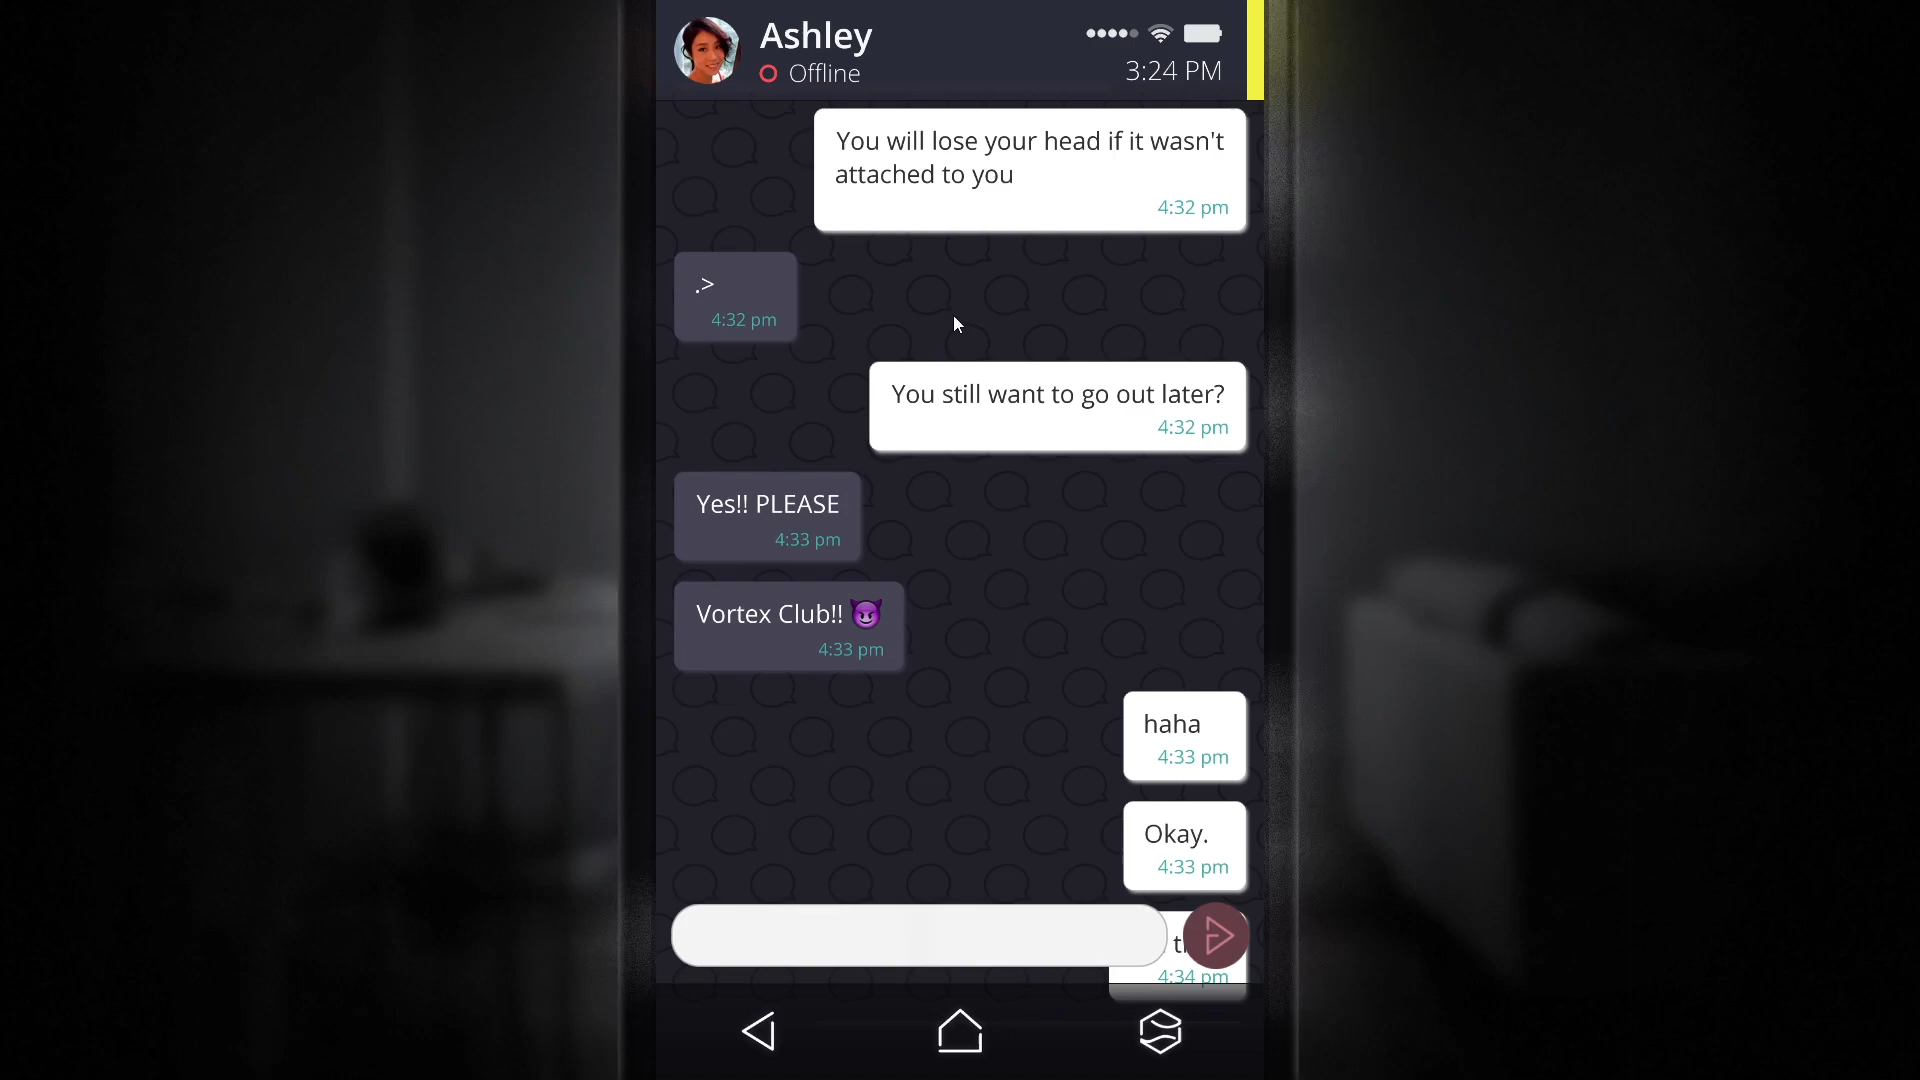 Ashley
Offline
3:24 PM
You will lose your head if it wasn't
attached to you
4:32 pm
.>
4:32 pm
You still want to go out later?
4:32 pm
Yes!! PLEASE
4:33 pm
Vortex Club!! 😈
4:33 pm
haha
4:33 pm
Okay.
4:33 pm
4:34 pm